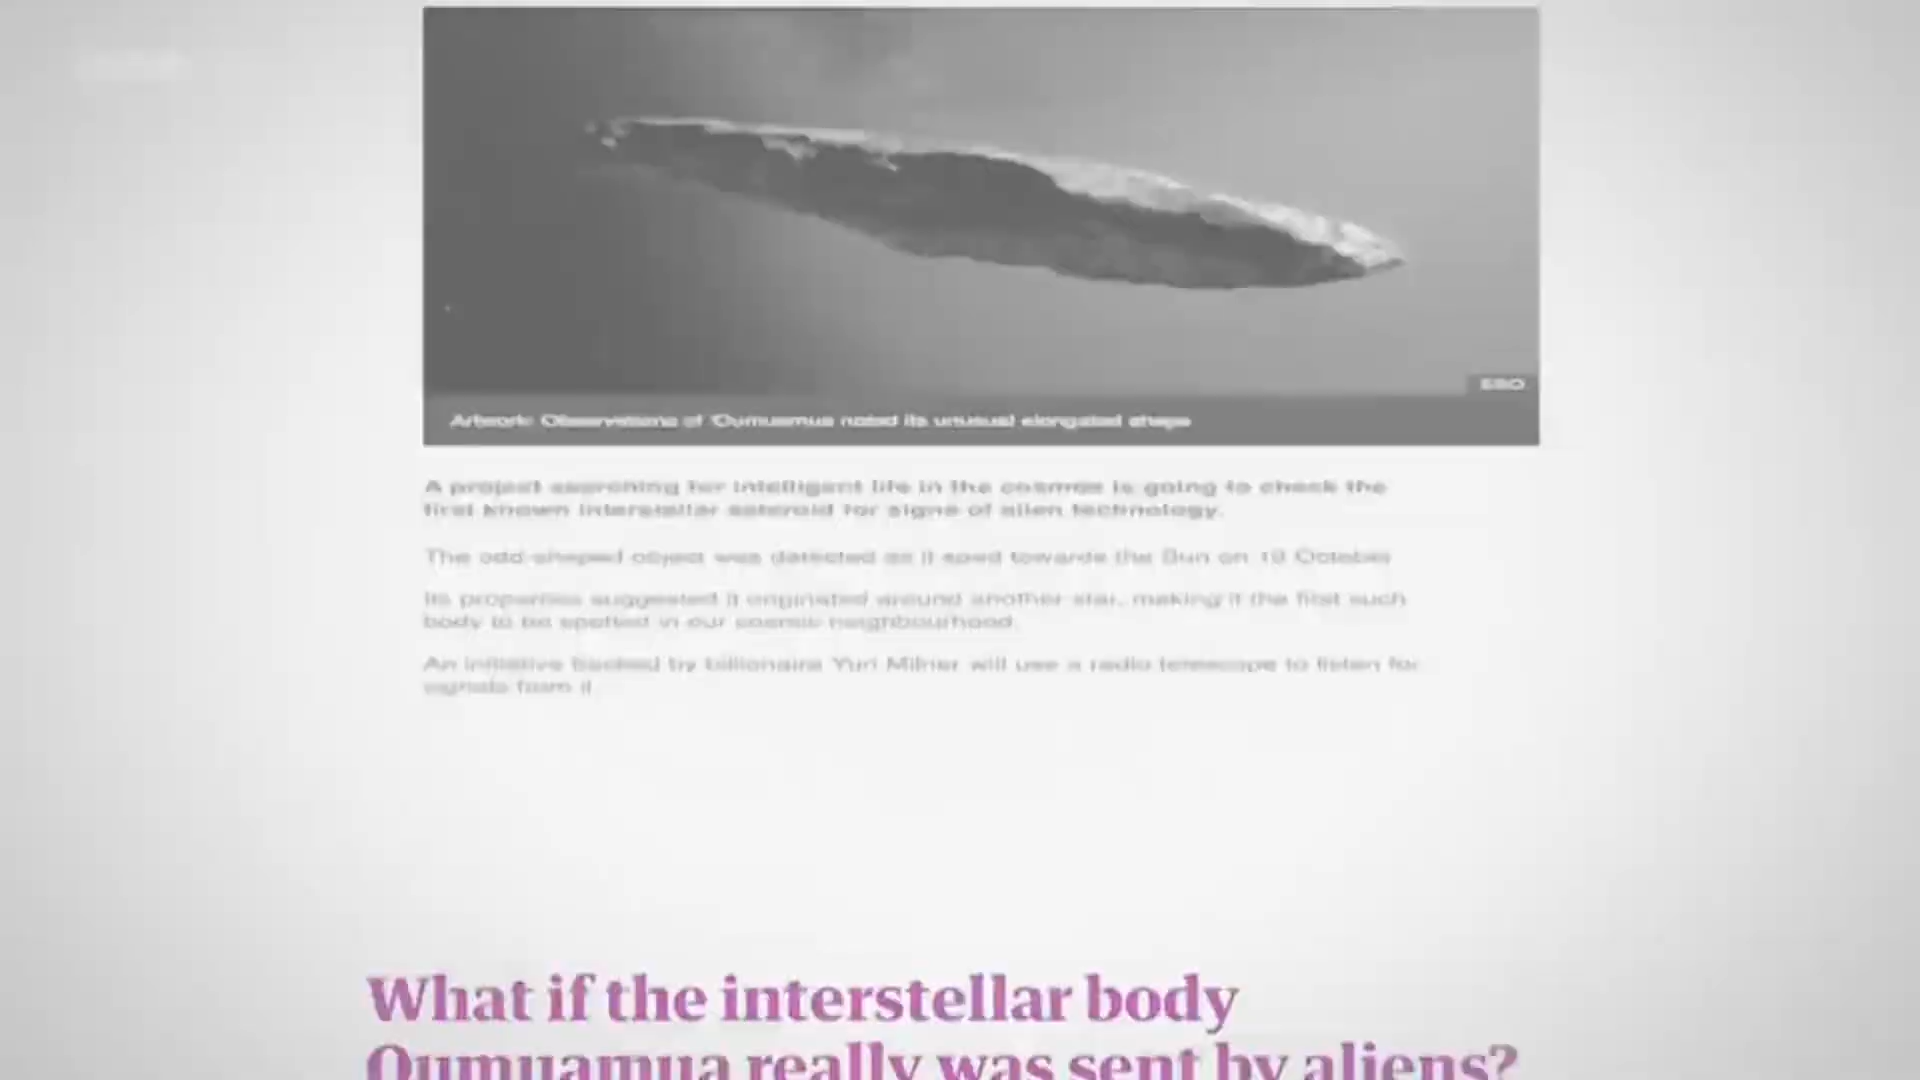 ESO
Artwork: Observations of 'Oumuamua noted its unusual elongated shape
A project searching for intelligent life in the cosmos is going to check the
first known interstellar asteroid for signs of alien technology.
The odd-shaped object was detected as it sped towards the Sun on 19 October.
Its properties suggested it originated around another star, making it the first such
body to be spotted in our cosmic neighbourhood.
An initiative backed by billionaire Yuri Milner will use a radio telescope to listen for
signals from it.
What if the interstellar body
Oumuamua really was sent by aliens?